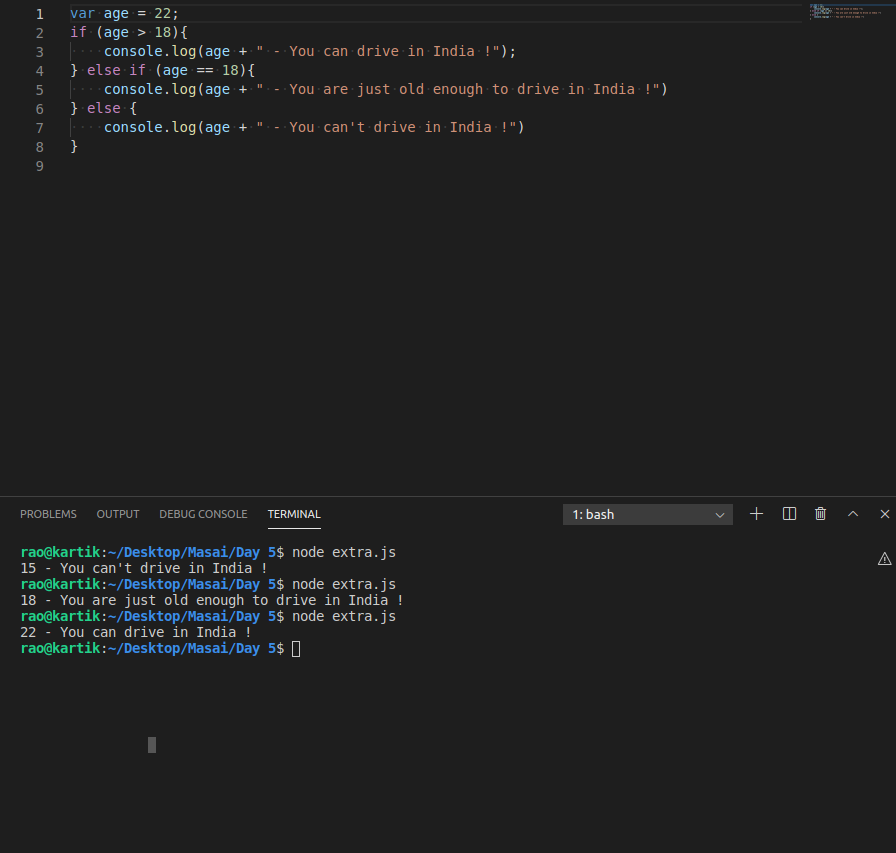 1 var age = 22;
2 if (age > 18){
3     console.log(age + " - You can drive in India !");
4 } else if (age == 18){
5     console.log(age + " - You are just old enough to drive in India !")
6 } else {
7     console.log(age + " - You can't drive in India !")
8 }
9
PROBLEMS OUTPUT DEBUG CONSOLE TERMINAL 1: bash
rao@kartik:~/Desktop/Masai/Day 5$ node extra.js
15 - You can't drive in India !
rao@kartik:~/Desktop/Masai/Day 5$ node extra.js
18 - You are just old enough to drive in India !
rao@kartik:~/Desktop/Masai/Day 5$ node extra.js
22 - You can drive in India !
rao@kartik:~/Desktop/Masai/Day 5$